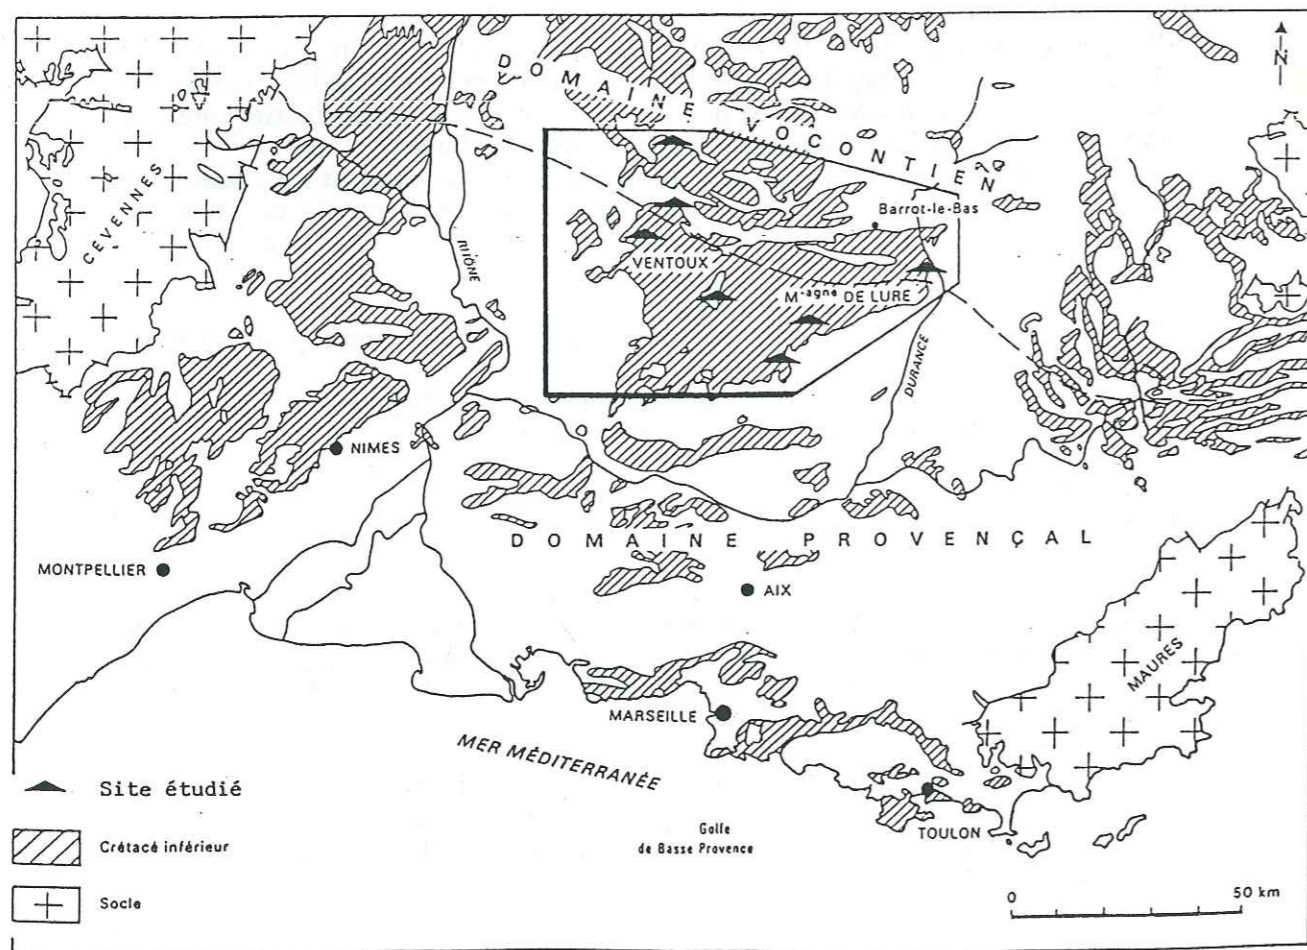 N
DOMAINE VOCONTIEN
CEVENNES
RHÔNE
Barrot-le-Bas
VENTOUX
Mtagne DE LURE
DURANCE
NIMES
DOMAINE PROVENÇAL
MONTPELLIER
AIX
MAURES
MARSEILLE
MER MÉDITERRANÉE
TOULON
Golfe
de Basse Provence
Site étudié
Crétacé inférieur
Socle
0
50 km